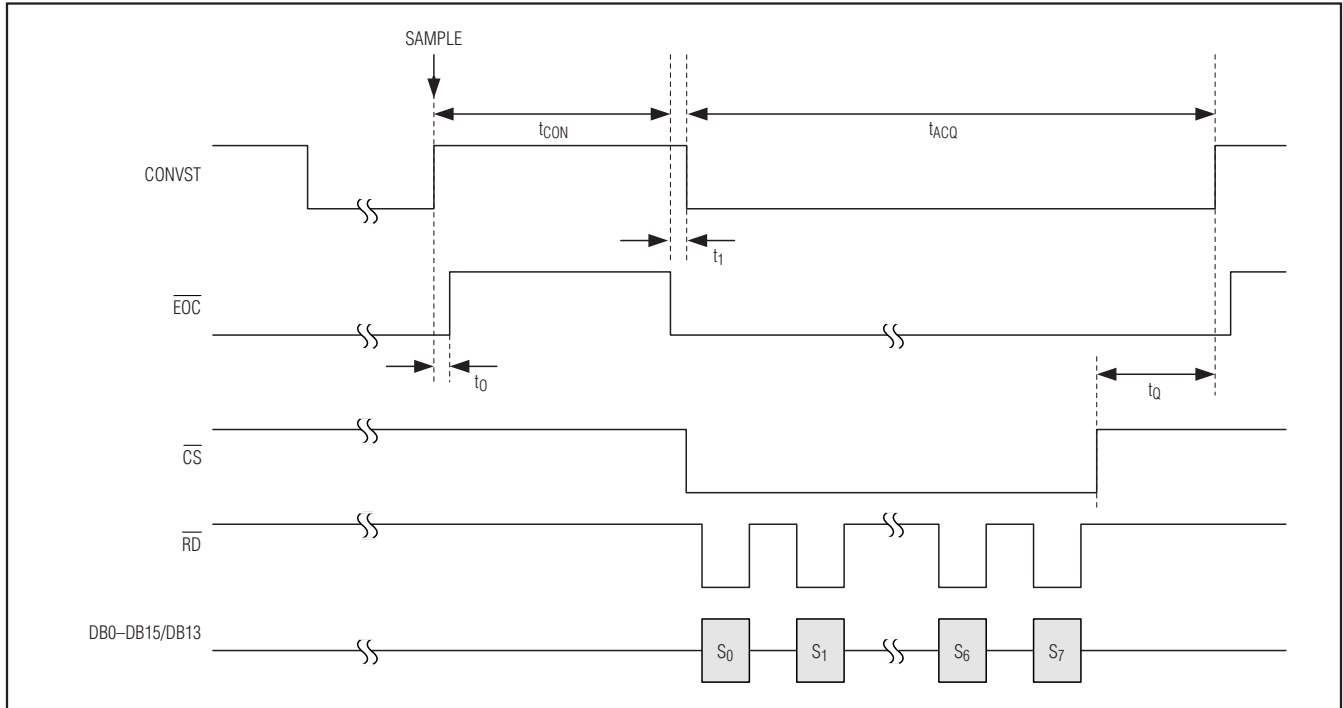 SAMPLE
tCON
tACQ
CONVST
t1
EOC
t0
tQ
CS
RD
DB0–DB15/DB13
S0
S1
S6
S7